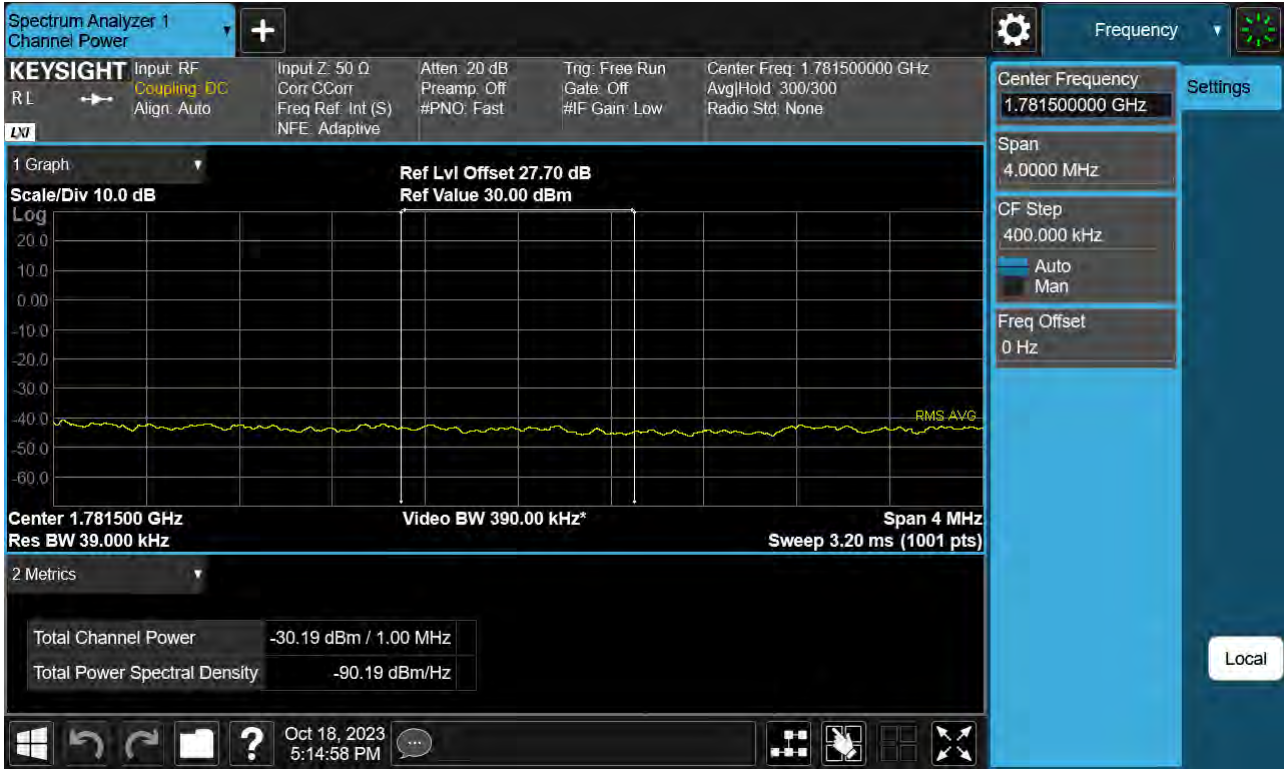 Spectrum Analyzer 1
Channel Power
Frequency
KEYSIGHT
R L
LXI
Input: RF
Coupling: DC
Align: Auto
Input Z: 50 Ω
Corr CCorr
Freq Ref: Int (S)
NFE: Adaptive
Atten: 20 dB
Preamp: Off
#PNO: Fast
Trig: Free Run
Gate: Off
#IF Gain: Low
Center Freq: 1.781500000 GHz
Avg|Hold: 300/300
Radio Std: None
Center Frequency
1.781500000 GHz
Settings
Span
4.0000 MHz
CF Step
400.000 kHz
Auto
Man
Freq Offset
0 Hz
Local
1 Graph
Scale/Div 10.0 dB
Ref Lvl Offset 27.70 dB
Ref Value 30.00 dBm
Log
20.0
10.0
0.00
-10.0
-20.0
-30.0
-40.0
-50.0
-60.0
RMS AVG
Center 1.781500 GHz
Res BW 39.000 kHz
Video BW 390.00 kHz*
Span 4 MHz
Sweep 3.20 ms (1001 pts)
2 Metrics
Total Channel Power -30.19 dBm / 1.00 MHz
Total Power Spectral Density -90.19 dBm/Hz
?
Oct 18, 2023
5:14:58 PM